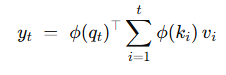 y_t = ϕ(q_t)^⊤ ∑_{i=1}^{t} ϕ(k_i) v_i